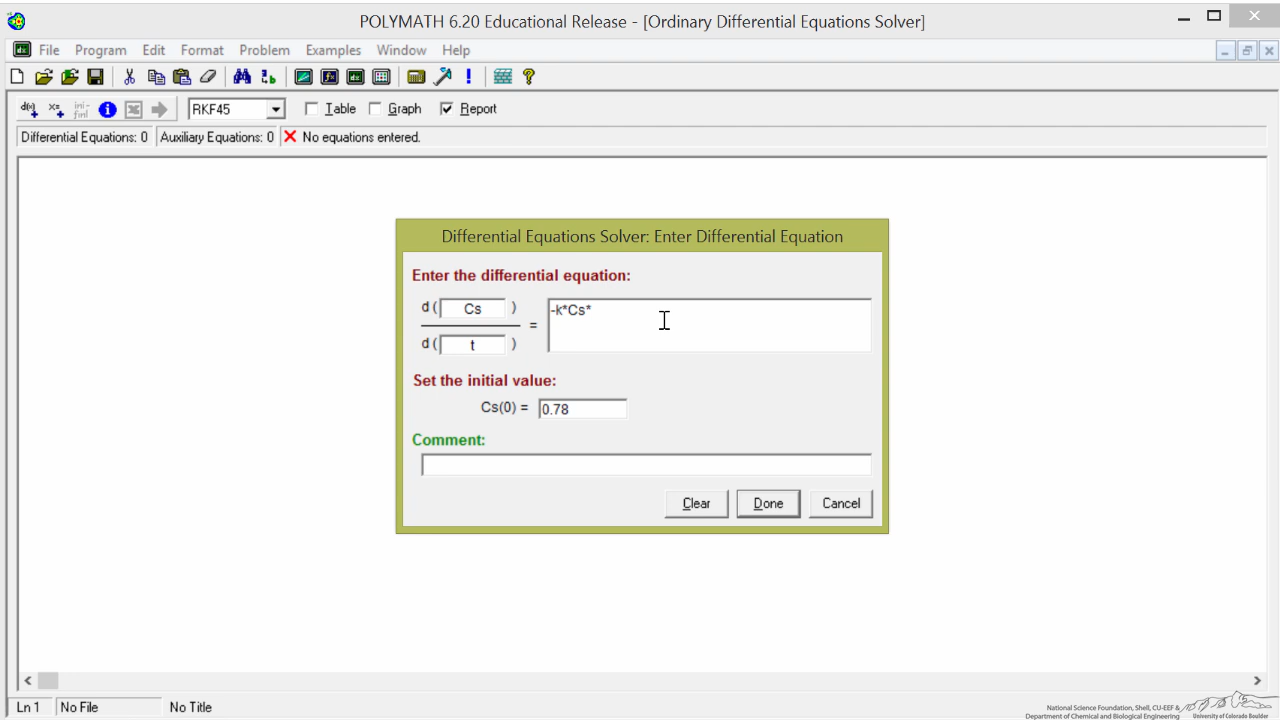 POLYMATH 6.20 Educational Release - [Ordinary Differential Equations Solver]
File Program Edit Format Problem Examples Window Help
RKF45 Table Graph Report
Differential Equations: 0 Auxiliary Equations: 0 No equations entered.
Differential Equations Solver: Enter Differential Equation
Enter the differential equation:
d ( Cs )
-k*Cs*
=
d ( t )
Set the initial value:
Cs(0) = 0.78
Comment:
Clear Done Cancel
Ln 1 No File No Title
National Science Foundation, Shell, CU-EEF &
Department of Chemical and Biological Engineering University of Colorado Boulder